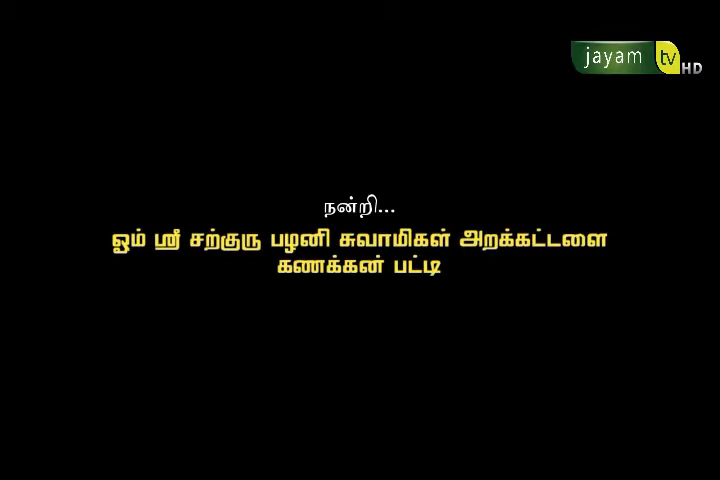 jayam tv HD
நன்றி...
ஓம் ஸ்ரீ சற்குரு பழனி சுவாமிகள் அறக்கட்டளை
கணக்கன் பட்டி